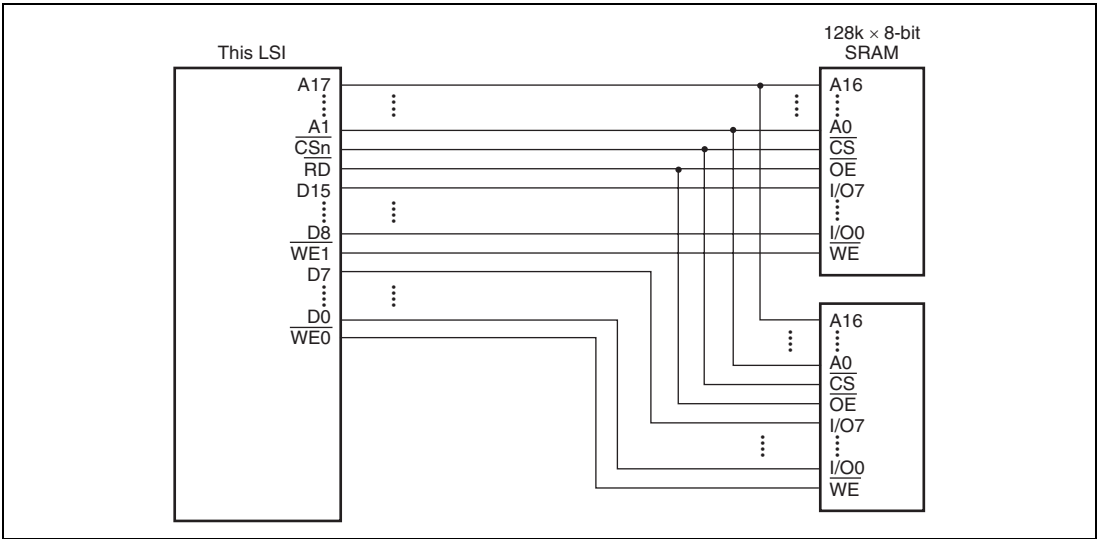 This LSI
A17
A1
CSn
RD
D15
D8
WE1
D7
D0
WE0
128k × 8-bit
SRAM
A16
A0
CS
OE
I/O7
I/O0
WE
A16
A0
CS
OE
I/O7
I/O0
WE